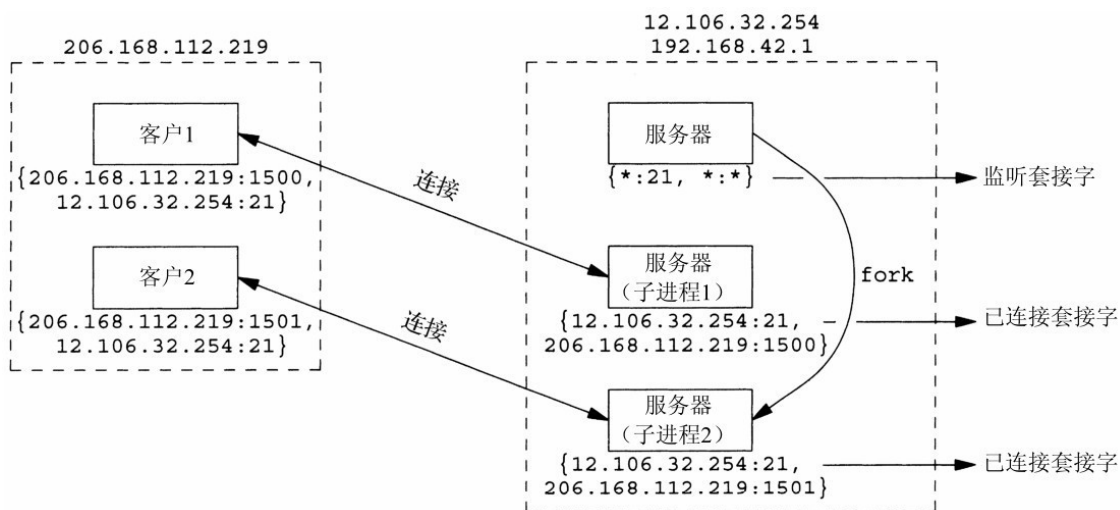 206.168.112.219
客户1
{206.168.112.219:1500,
12.106.32.254:21}
客户2
{206.168.112.219:1501,
12.106.32.254:21}
连接
连接
12.106.32.254
192.168.42.1
服务器
{*:21, *:*}
监听套接字
服务器
（子进程1）
{12.106.32.254:21,
206.168.112.219:1500}
已连接套接字
fork
服务器
（子进程2）
{12.106.32.254:21,
206.168.112.219:1501}
已连接套接字